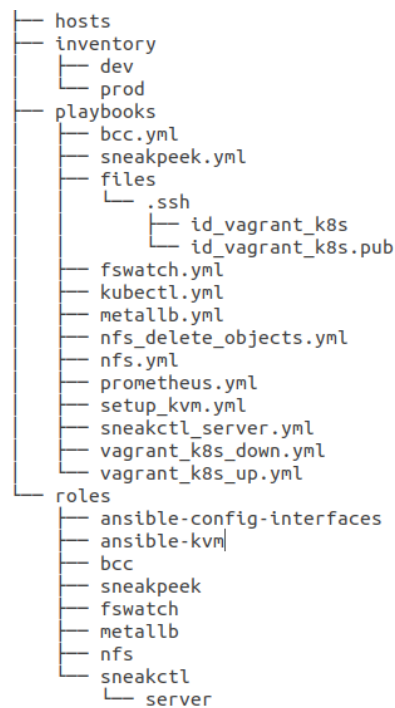 ├── hosts
├── inventory
│   ├── dev
│   └── prod
├── playbooks
│   ├── bcc.yml
│   ├── sneakpeek.yml
│   ├── files
│   │   └── .ssh
│   │       ├── id_vagrant_k8s
│   │       └── id_vagrant_k8s.pub
│   ├── fswatch.yml
│   ├── kubectl.yml
│   ├── metallb.yml
│   ├── nfs_delete_objects.yml
│   ├── nfs.yml
│   ├── prometheus.yml
│   ├── setup_kvm.yml
│   ├── sneakctl_server.yml
│   ├── vagrant_k8s_down.yml
│   └── vagrant_k8s_up.yml
└── roles
    ├── ansible-config-interfaces
    ├── ansible-kvm
    ├── bcc
    ├── sneakpeek
    ├── fswatch
    ├── metallb
    ├── nfs
    └── sneakctl
        └── server